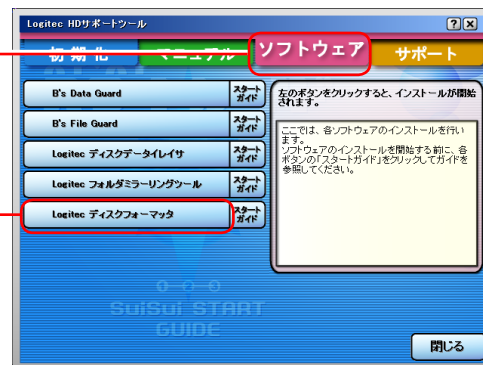 Logitec HDサポートツール
初期化
マニュアル
ソフトウェア
サポート
B's Data Guard
スタート
ガイド
B's File Guard
スタート
ガイド
Logitec ディスクデータイレイサ
スタート
ガイド
Logitec フォルダミラーリングツール
スタート
ガイド
Logitec ディスクフォーマッタ
スタート
ガイド
左のボタンをクリックすると、インストールが開始
されます。
ここでは、各ソフトウェアのインストールを行い
ます。
ソフトウェアのインストールを開始する前に、各
ボタンの「スタートガイド」をクリックしてガイドを
参照してください。
0-2-3
SuiSui START
GUIDE
閉じる